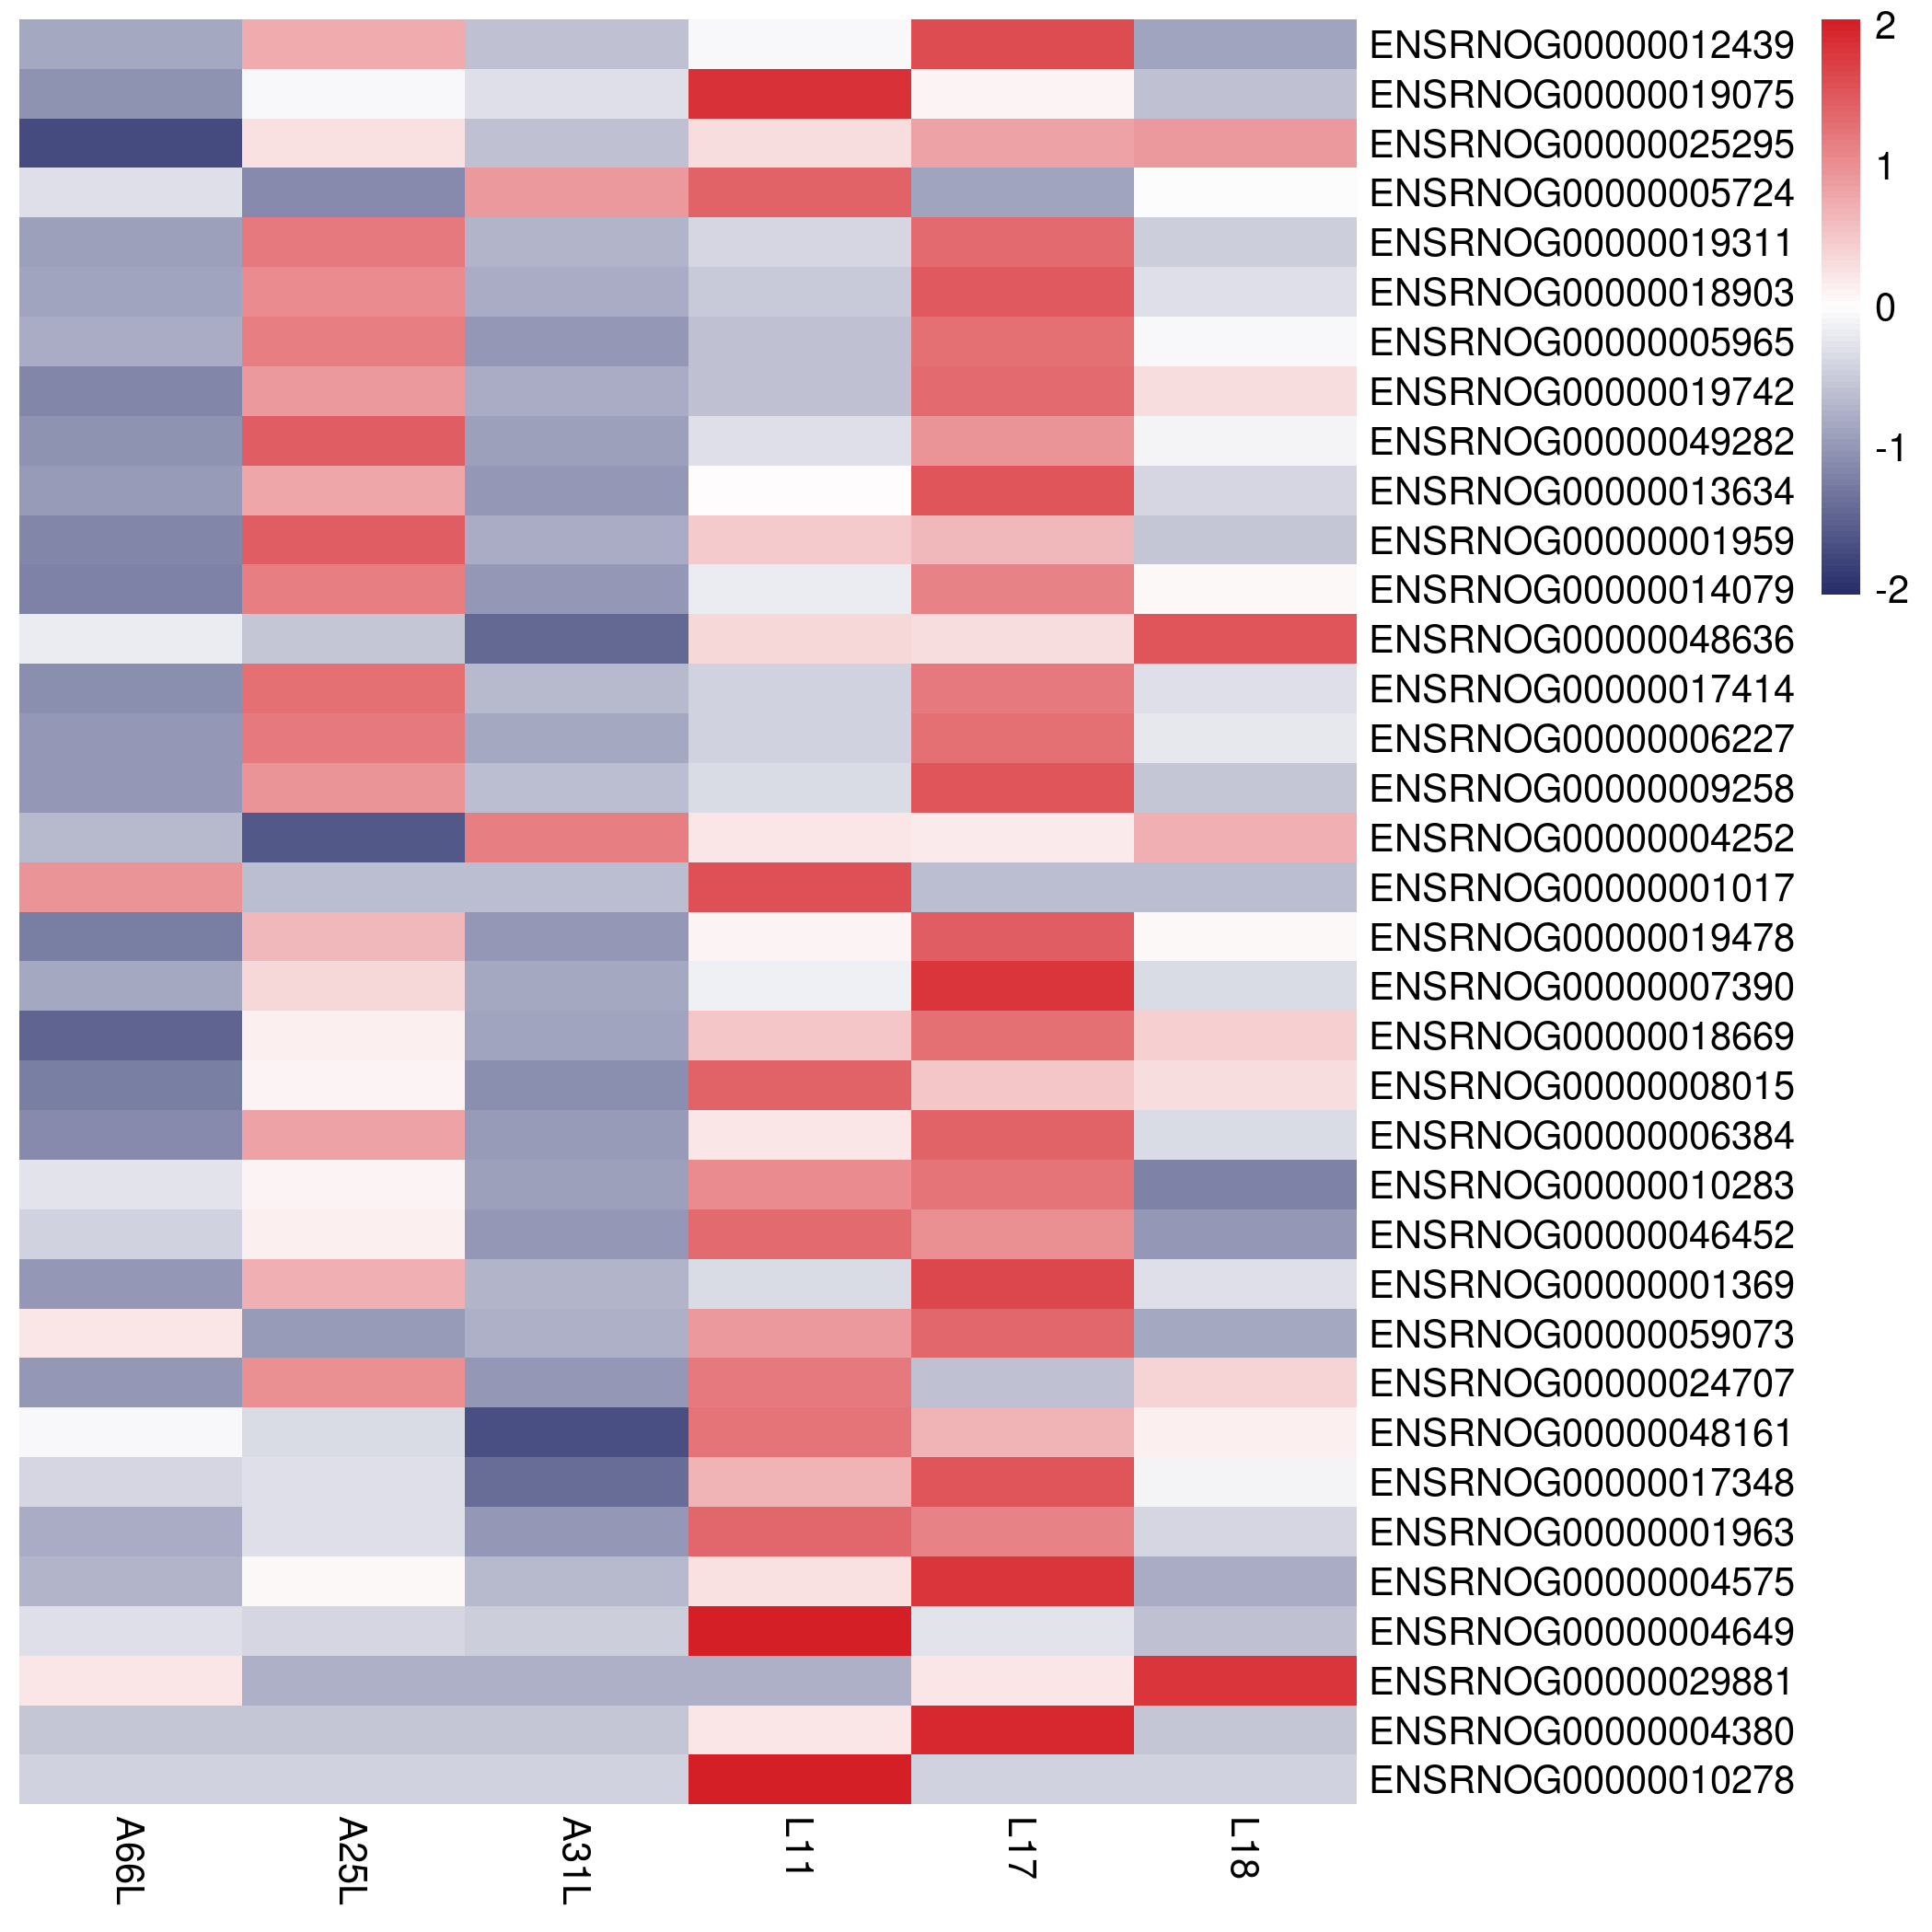 ENSRNOG00000012439
ENSRNOG00000019075
ENSRNOG00000025295
ENSRNOG00000005724
ENSRNOG00000019311
ENSRNOG00000018903
ENSRNOG00000005965
ENSRNOG00000019742
ENSRNOG00000049282
ENSRNOG00000013634
ENSRNOG00000001959
ENSRNOG00000014079
ENSRNOG00000048636
ENSRNOG00000017414
ENSRNOG00000006227
ENSRNOG00000009258
ENSRNOG00000004252
ENSRNOG00000001017
ENSRNOG00000019478
ENSRNOG00000007390
ENSRNOG00000018669
ENSRNOG00000008015
ENSRNOG00000006384
ENSRNOG00000010283
ENSRNOG00000046452
ENSRNOG00000001369
ENSRNOG00000059073
ENSRNOG00000024707
ENSRNOG00000048161
ENSRNOG00000017348
ENSRNOG00000001963
ENSRNOG00000004575
ENSRNOG00000004649
ENSRNOG00000029881
ENSRNOG00000004380
ENSRNOG00000010278
2
1
0
-1
-2
A66L
A25L
A31L
L11
L17
L18